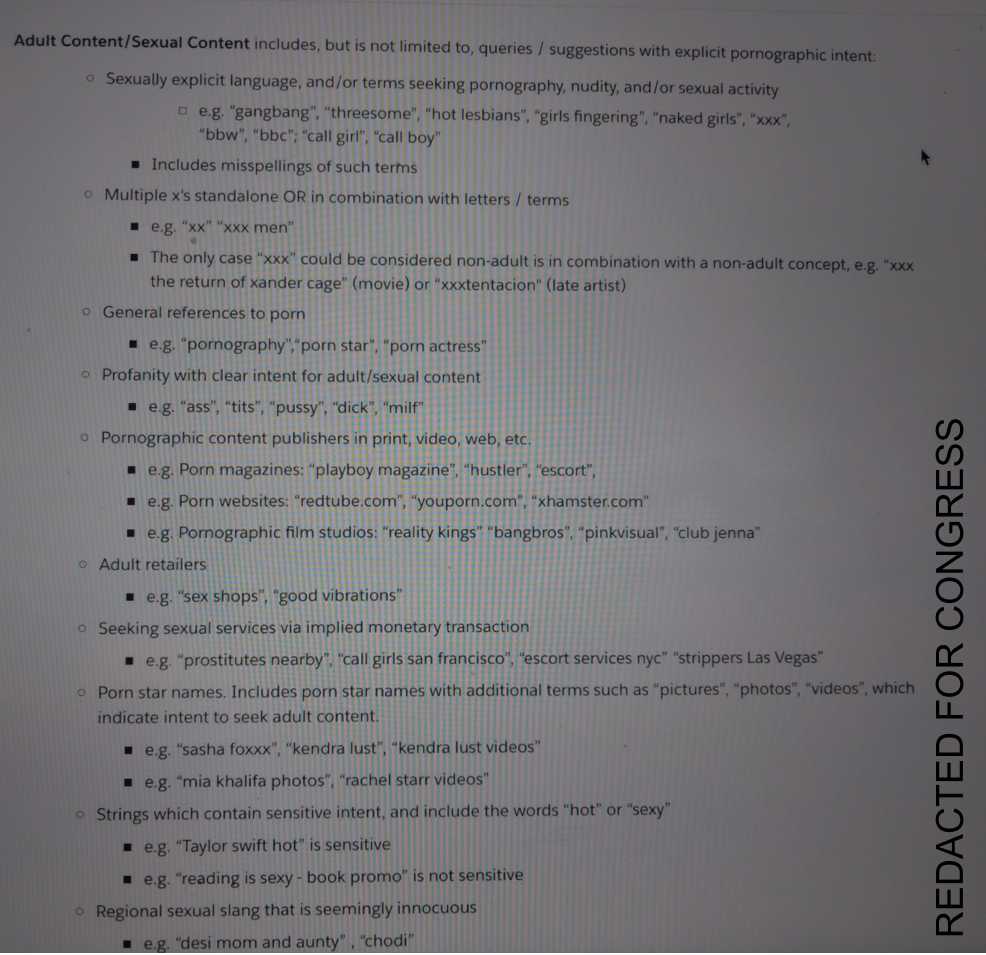 Adult Content/Sexual Content includes, but is not limited to, queries / suggestions with explicit pornographic intent:
○ Sexually explicit language, and/or terms seeking pornography, nudity, and/or sexual activity
□ e.g. “gangbang”, “threesome”, “hot lesbians”, “girls fingering”, “naked girls”, “xxx”,
“bbw”, “bbc”; “call girl”, “call boy”
■ Includes misspellings of such terms
○ Multiple x's standalone OR in combination with letters / terms
■ e.g. “xx” “xxx men”
■ The only case “xxx” could be considered non-adult is in combination with a non-adult concept, e.g. “xxx
the return of xander cage” (movie) or “xxxtentacion” (late artist)
○ General references to porn
■ e.g. “pornography”,“porn star”, “porn actress”
○ Profanity with clear intent for adult/sexual content
■ e.g. “ass”, “tits”, “pussy”, “dick”, “milf”
○ Pornographic content publishers in print, video, web, etc.
■ e.g. Porn magazines: “playboy magazine”, “hustler”, “escort”,
■ e.g. Porn websites: “redtube.com”, “youporn.com”, “xhamster.com”
■ e.g. Pornographic film studios: “reality kings” “bangbros”, “pinkvisual”, “club jenna”
○ Adult retailers
■ e.g. “sex shops”, “good vibrations”
○ Seeking sexual services via implied monetary transaction
■ e.g. “prostitutes nearby”, “call girls san francisco”, “escort services nyc” “strippers Las Vegas”
○ Porn star names. Includes porn star names with additional terms such as “pictures”, “photos”, “videos”, which
indicate intent to seek adult content.
■ e.g. “sasha foxxx”, “kendra lust”, “kendra lust videos”
■ e.g. “mia khalifa photos”, “rachel starr videos”
○ Strings which contain sensitive intent, and include the words “hot” or “sexy”
■ e.g. “Taylor swift hot” is sensitive
■ e.g. “reading is sexy - book promo” is not sensitive
○ Regional sexual slang that is seemingly innocuous
■ e.g. “desi mom and aunty” , “chodi”
REDACTED FOR CONGRESS